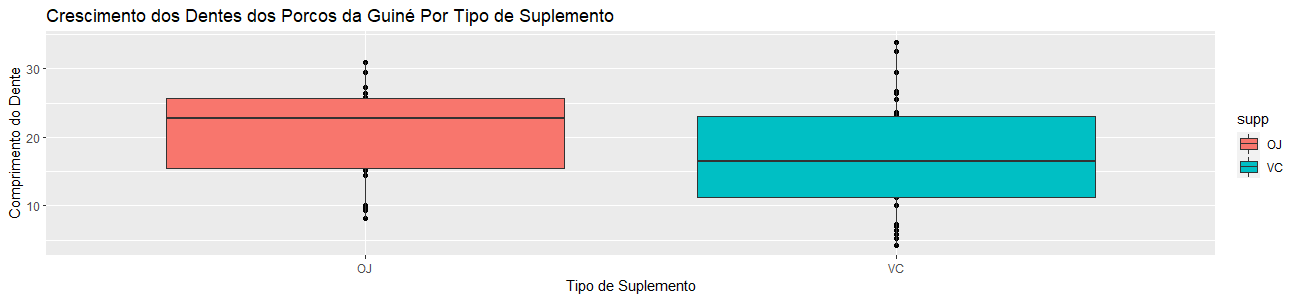 Crescimento dos Dentes dos Porcos da Guiné Por Tipo de Suplemento
Comprimento do Dente
30
20
10
OJ
VC
Tipo de Suplemento
supp
OJ
VC